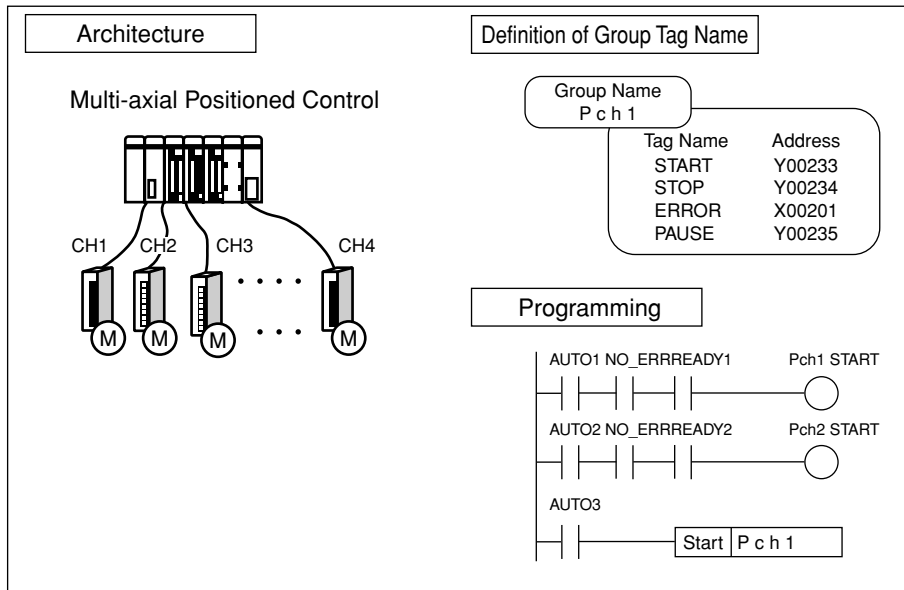 Architecture
Multi-axial Positioned Control
CH1 CH2 CH3 CH4
M M M M
Definition of Group Tag Name
Group Name
P c h 1
Tag Name Address
START Y00233
STOP Y00234
ERROR X00201
PAUSE Y00235
Programming
AUTO1 NO_ERRREADY1 Pch1 START
AUTO2 NO_ERRREADY2 Pch2 START
AUTO3
Start P c h 1